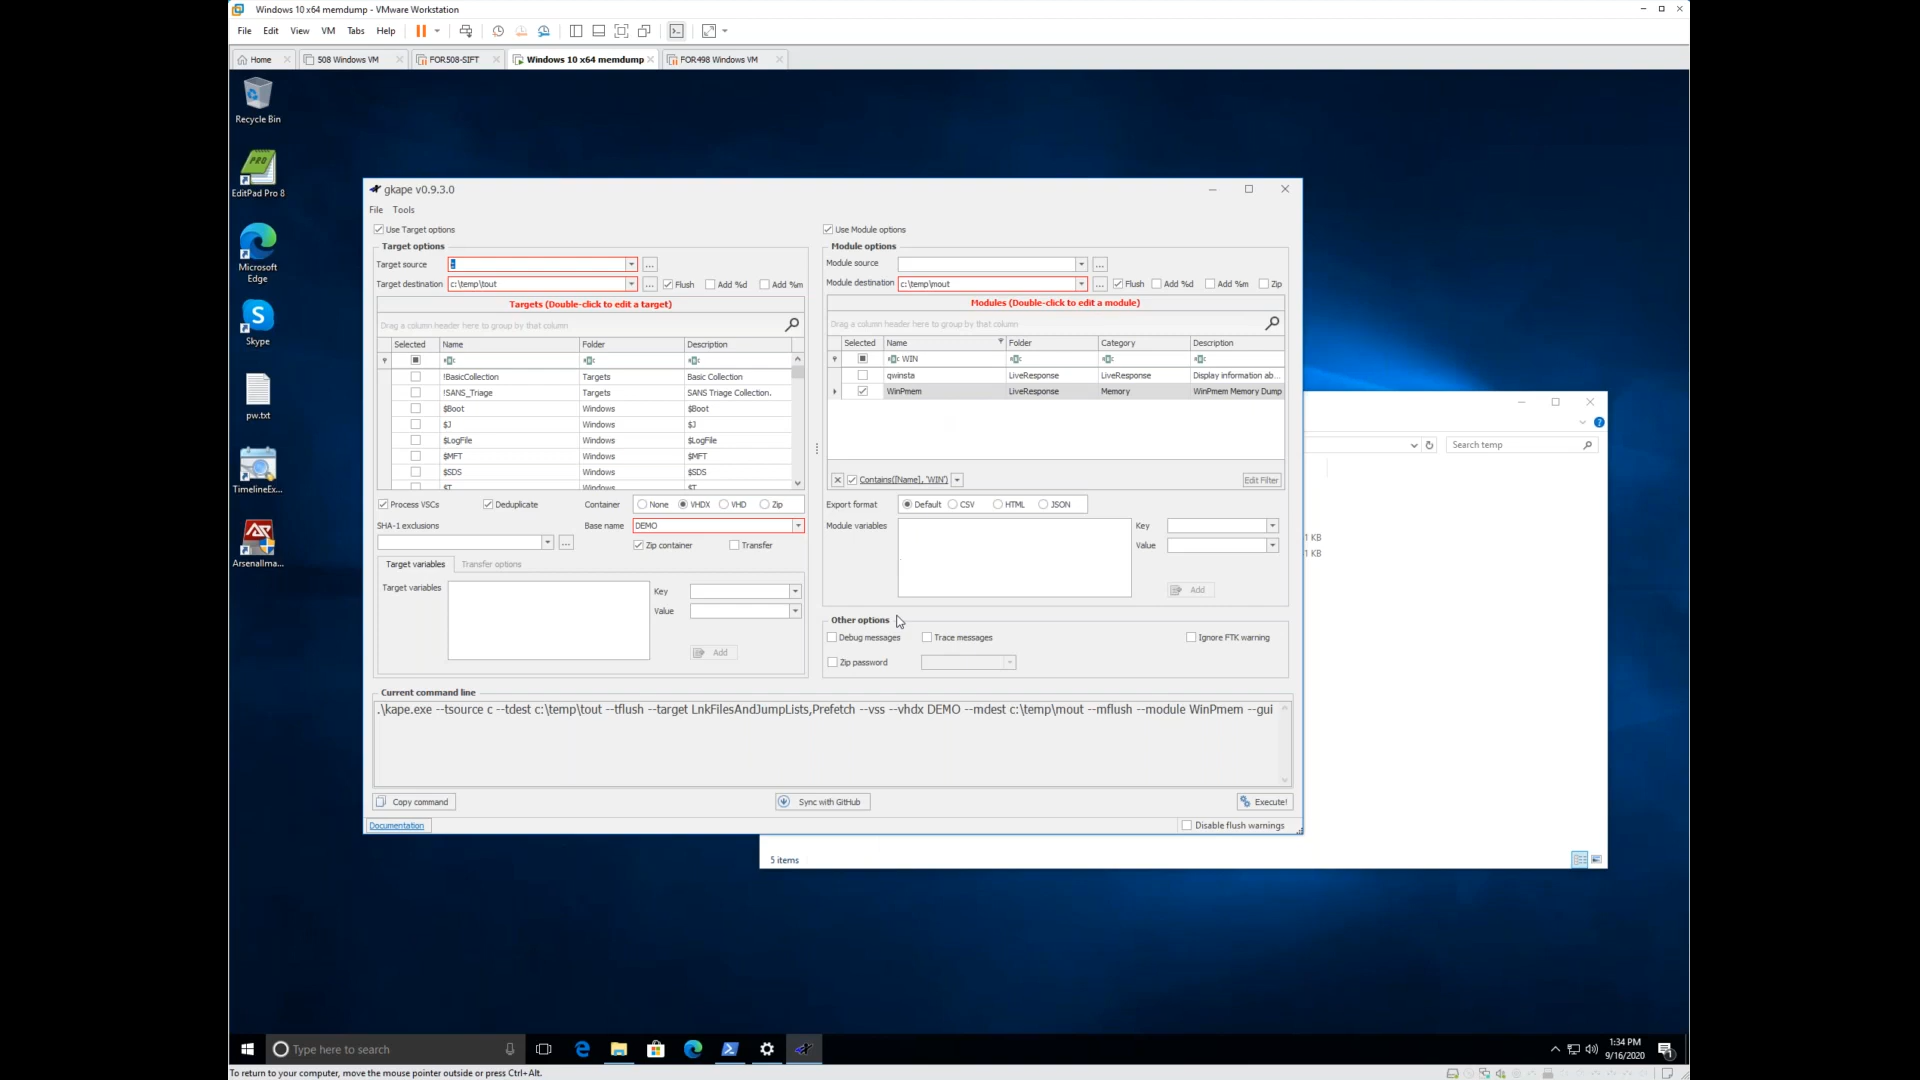 Windows 10 x64 memdump - VMware Workstation
File Edit View VM Tabs Help
Home 508 Windows VM FOR508-SIFT Windows 10 x64 memdump FOR498 Windows VM
Recycle Bin
PRO
EditPad Pro 8
Microsoft
Edge
Skype
pw.txt
TimelineEx...
ArsenalIma...
gkape v0.9.3.0
File Tools
Use Target options
Target options
Target source
Target destination c:\temp\tout ... Flush Add %d Add %m
Targets (Double-click to edit a target)
Drag a column header here to group by that column
Selected Name Folder Description
!BasicCollection Targets Basic Collection
!SANS_Triage Targets SANS Triage Collection.
$Boot Windows $Boot
$J Windows $J
$LogFile Windows $LogFile
$MFT Windows $MFT
$SDS Windows $SDS
$T Windows $T
Process VSCs Deduplicate Container None VHDX VHD Zip
SHA-1 exclusions Base name DEMO
... Zip container Transfer
Target variables Transfer options
Target variables Key
Value
Add
Use Module options
Module options
Module source ...
Module destination c:\temp\mout ... Flush Add %d Add %m Zip
Modules (Double-click to edit a module)
Drag a column header here to group by that column
Selected Name Folder Category Description
WIN
qwinsta LiveResponse LiveResponse Display information ab...
WinPmem LiveResponse Memory WinPmem Memory Dump
Contains([Name], 'WIN') Edit Filter
Export format Default CSV HTML JSON
Module variables Key
Value
Add
Other options
Debug messages Trace messages Ignore FTK warning
Zip password
Current command line
.\kape.exe --tsource c --tdest c:\temp\tout --tflush --target LnkFilesAndJumpLists,Prefetch --vss --vhdx DEMO --mdest c:\temp\mout --mflush --module WinPmem --gui
Copy command Sync with GitHub Execute!
Documentation Disable flush warnings
Search temp
1 KB
1 KB
5 items
Type here to search
1:34 PM
9/16/2020
To return to your computer, move the mouse pointer outside or press Ctrl+Alt.